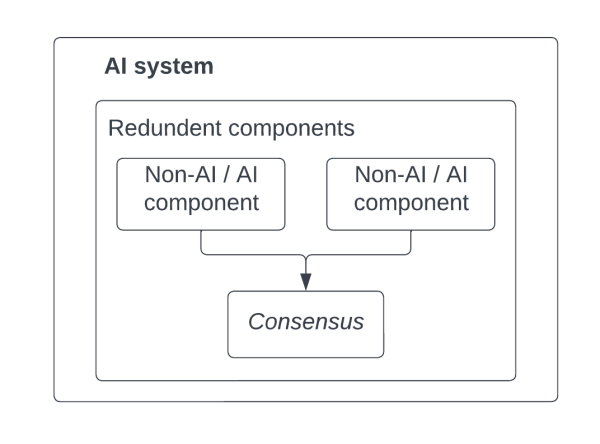 AI system
Redundent components
Non-AI / AI
component
Non-AI / AI
component
Consensus